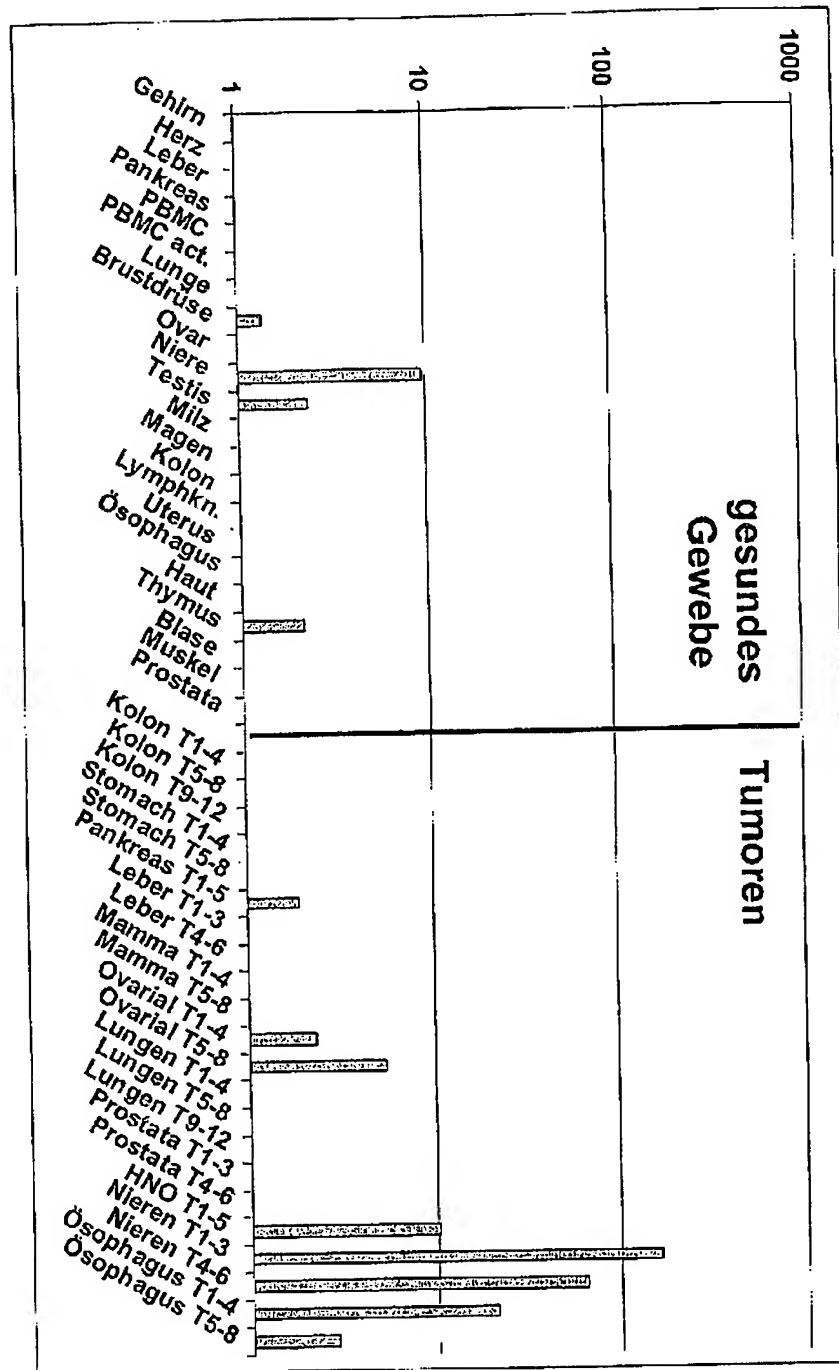 1000
100
10
1
gesundes
Gewebe
Tumoren
Gehirn
Herz
Leber
Pankreas
PBMC
PBMC act.
Lunge
Brustdrüse
Ovar
Niere
Testis
Milz
Magen
Kolon
Lymphkn.
Uterus
Ösophagus
Haut
Thymus
Blase
Muskel
Prostata
Kolon T1-4
Kolon T5-8
Kolon T9-12
Stomach T1-4
Stomach T5-8
Pankreas T1-5
Leber T1-3
Leber T4-6
Mamma T1-4
Mamma T5-8
Ovarial T1-4
Ovarial T5-8
Lungen T1-4
Lungen T5-8
Lungen T9-12
Prostata T1-3
Prostata T4-6
HNO T1-5
Nieren T1-3
Nieren T4-6
Ösophagus T1-4
Ösophagus T5-8